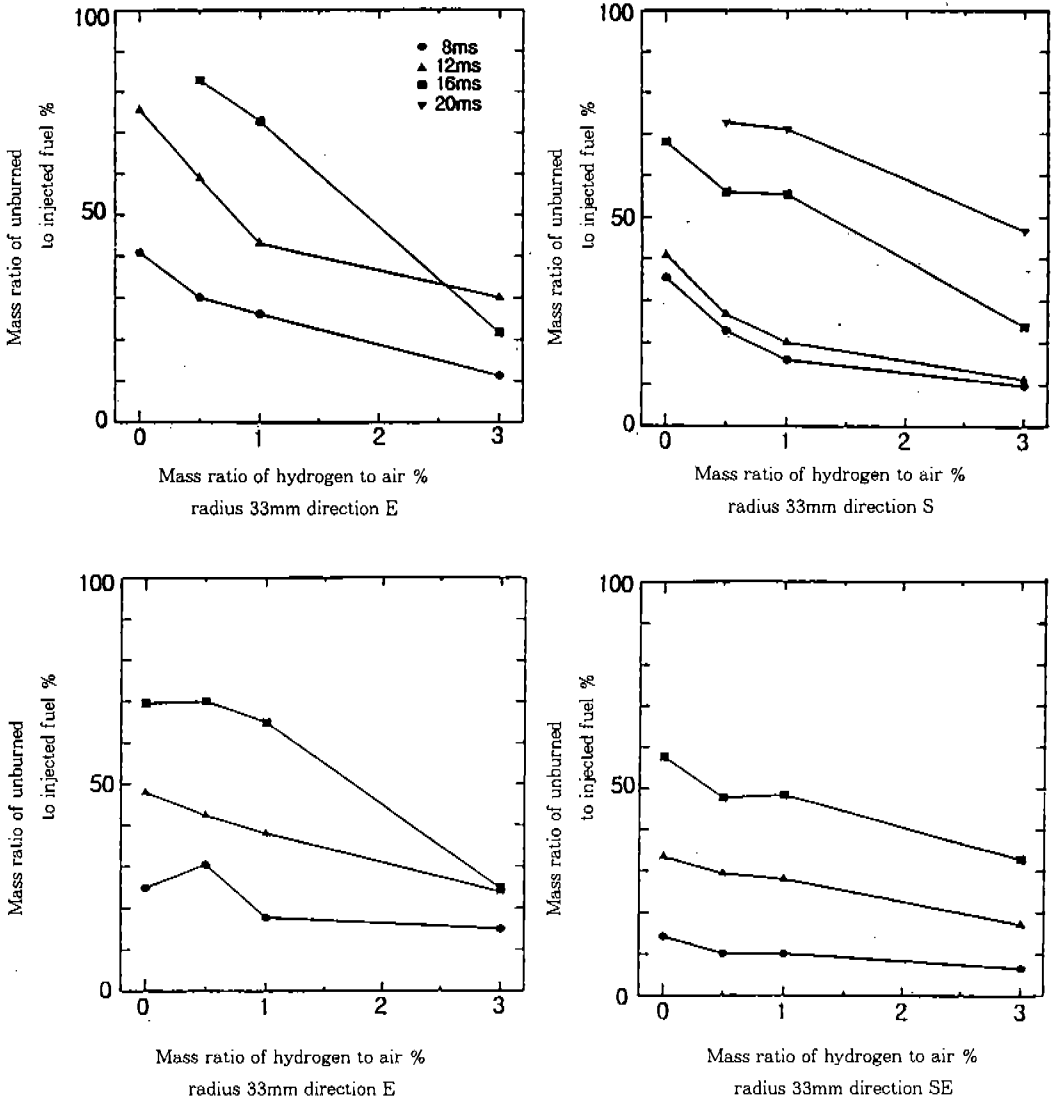 100
50
0
0
1
2
3
Mass ratio of unburned
to injected fuel %
8ms
12ms
16ms
20ms
Mass ratio of hydrogen to air %
radius 33mm direction E
100
50
0
0
1
2
3
Mass ratio of unburned
to injected fuel %
Mass ratio of hydrogen to air %
radius 33mm direction S
100
50
0
0
1
2
3
Mass ratio of unburned
to injected fuel %
Mass ratio of hydrogen to air %
radius 33mm direction E
100
50
0
0
1
2
3
Mass ratio of unburned
to injected fuel %
Mass ratio of hydrogen to air %
radius 33mm direction SE